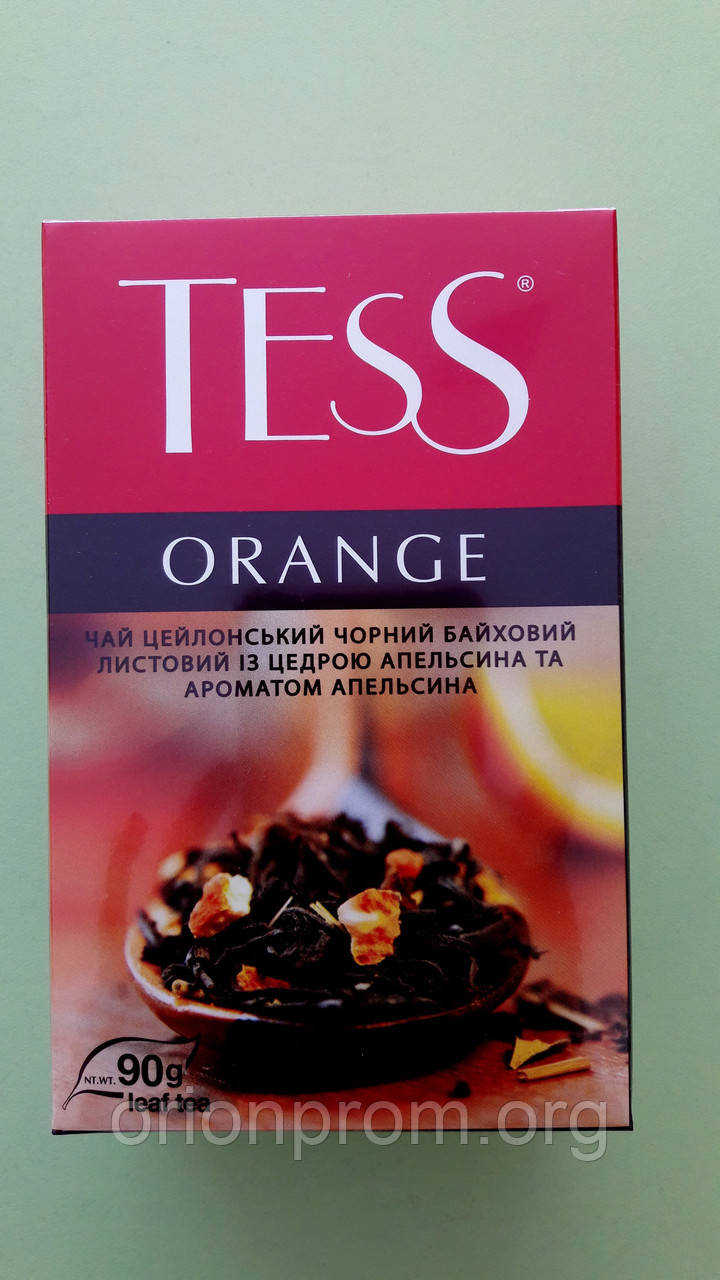 TESS®
ORANGE
ЧАЙ ЦЕЙЛОНСЬКИЙ ЧОРНИЙ БАЙХОВИЙ
ЛИСТОВИЙ ІЗ ЦЕДРОЮ АПЕЛЬСИНА ТА
АРОМАТОМ АПЕЛЬСИНА
NT.WT. 90g
leaf tea
orionprom.org